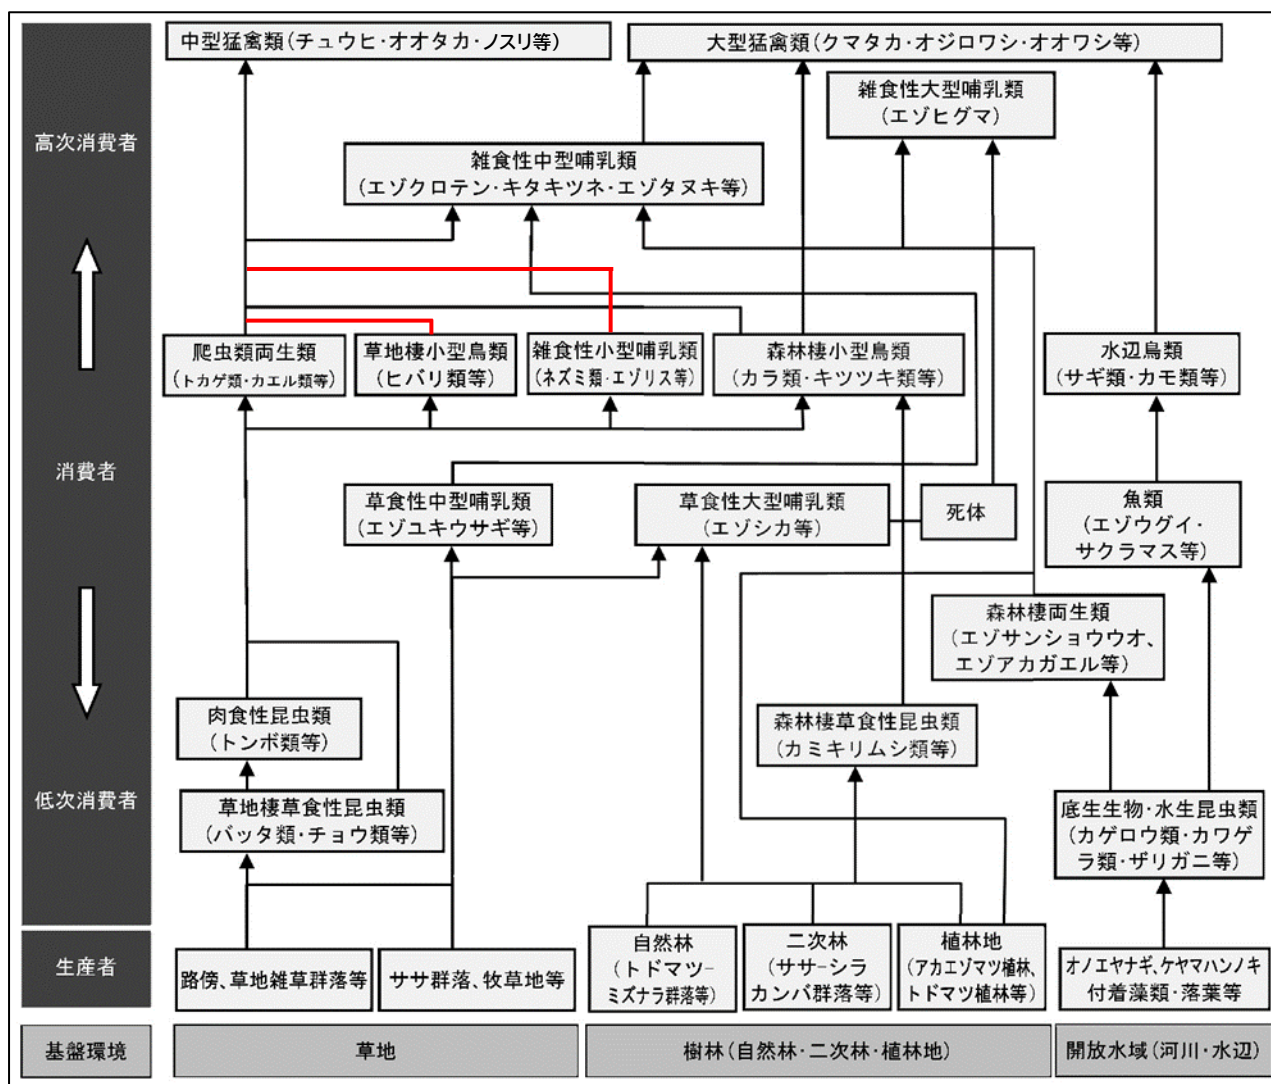 中型猛禽類(チュウヒ・オオタカ・ノスリ等)
大型猛禽類(クマタカ・オジロワシ・オオワシ等)
雑食性大型哺乳類
(エゾヒグマ)
高次消費者
雑食性中型哺乳類
(エゾクロテン・キタキツネ・エゾタヌキ等)
爬虫類両生類
(トカゲ類・カエル類等)
草地棲小型鳥類
(ヒバリ類等)
雑食性小型哺乳類
(ネズミ類・エゾリス等)
森林棲小型鳥類
(カラ類・キツツキ類等)
水辺鳥類
(サギ類・カモ類等)
消費者
草食性中型哺乳類
(エゾユキウサギ等)
草食性大型哺乳類
(エゾシカ等)
死体
魚類
(エゾウグイ・
サクラマス等)
森林棲両生類
(エゾサンショウウオ、
エゾアカガエル等)
肉食性昆虫類
(トンボ類等)
森林棲草食性昆虫類
(カミキリムシ類等)
低次消費者
草地棲草食性昆虫類
(バッタ類・チョウ類等)
底生生物・水生昆虫類
(カゲロウ類・カワゲ
ラ類・ザリガニ等)
生産者
路傍、草地雑草群落等
ササ群落、牧草地等
自然林
(トドマツ−
ミズナラ群落等)
二次林
(ササ−シラ
カンバ群落等)
植林地
(アカエゾマツ植林、
トドマツ植林等)
オノエヤナギ、ケヤマハンノキ
付着藻類・落葉等
基盤環境
草地
樹林(自然林・二次林・植林地)
開放水域(河川・水辺)